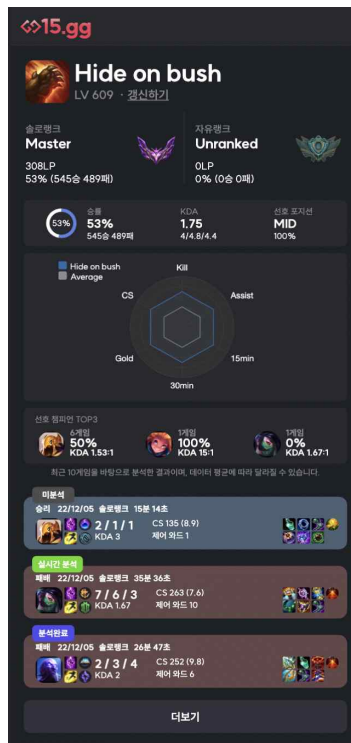 15.gg
Hide on bush
LV 609 · 갱신하기
솔로랭크
Master
308LP
53% (545승 489패)
자유랭크
Unranked
0LP
0% (0승 0패)
53%
승률
53%
545승 489패
KDA
1.75
4/4.8/4.4
선호 포지션
MID
100%
Hide on bush
Average
Kill
CS
Assist
Gold
15min
30min
선호 챔피언 TOP3
6게임
50%
KDA 1.53:1
1게임
100%
KDA 15:1
1게임
0%
KDA 1.67:1
최근 10게임을 바탕으로 분석한 결과이며, 데이터 평균에 따라 달라질 수 있습니다.
미분석
승리 22/12/05 솔로랭크 15분 14초
2 / 1 / 1
KDA 3
CS 135 (8.9)
제어 와드 1
실시간 분석
패배 22/12/05 솔로랭크 35분 36초
7 / 6 / 3
KDA 1.67
CS 263 (7.6)
제어 와드 10
분석완료
패배 22/12/05 솔로랭크 26분 47초
2 / 3 / 4
KDA 2
CS 252 (9.8)
제어 와드 6
더보기